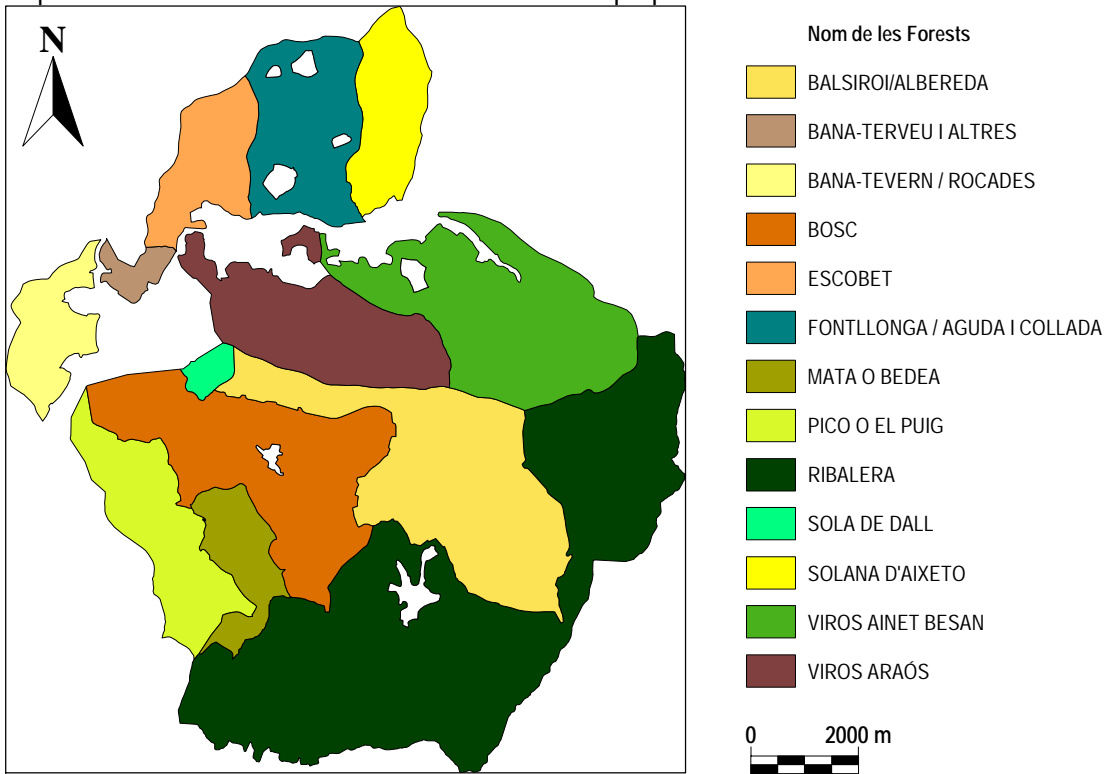 N
Nom de les Forests
BALSIROI/ALBEREDA
BANA-TERVEU I ALTRES
BANA-TEVERN / ROCADES
BOSC
ESCOBET
FONTLLONGA / AGUDA I COLLADA
MATA O BEDEA
PICO O EL PUIG
RIBALERA
SOLA DE DALL
SOLANA D'AIXETO
VIROS AINET BESAN
VIROS ARAÓS
0 2000 m